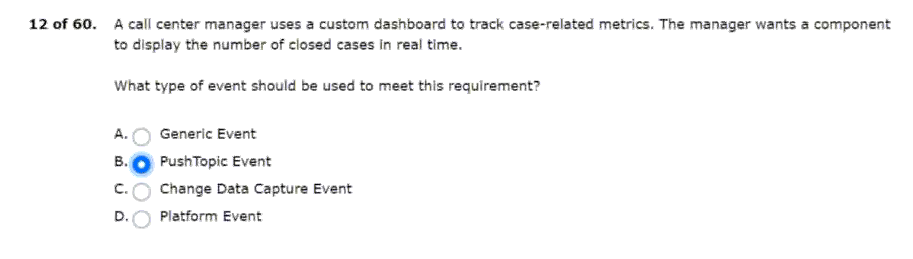 12 of 60. A call center manager uses a custom dashboard to track case-related metrics. The manager wants a component
to display the number of closed cases in real time.
What type of event should be used to meet this requirement?
A. Generic Event
B. PushTopic Event
C. Change Data Capture Event
D. Platform Event